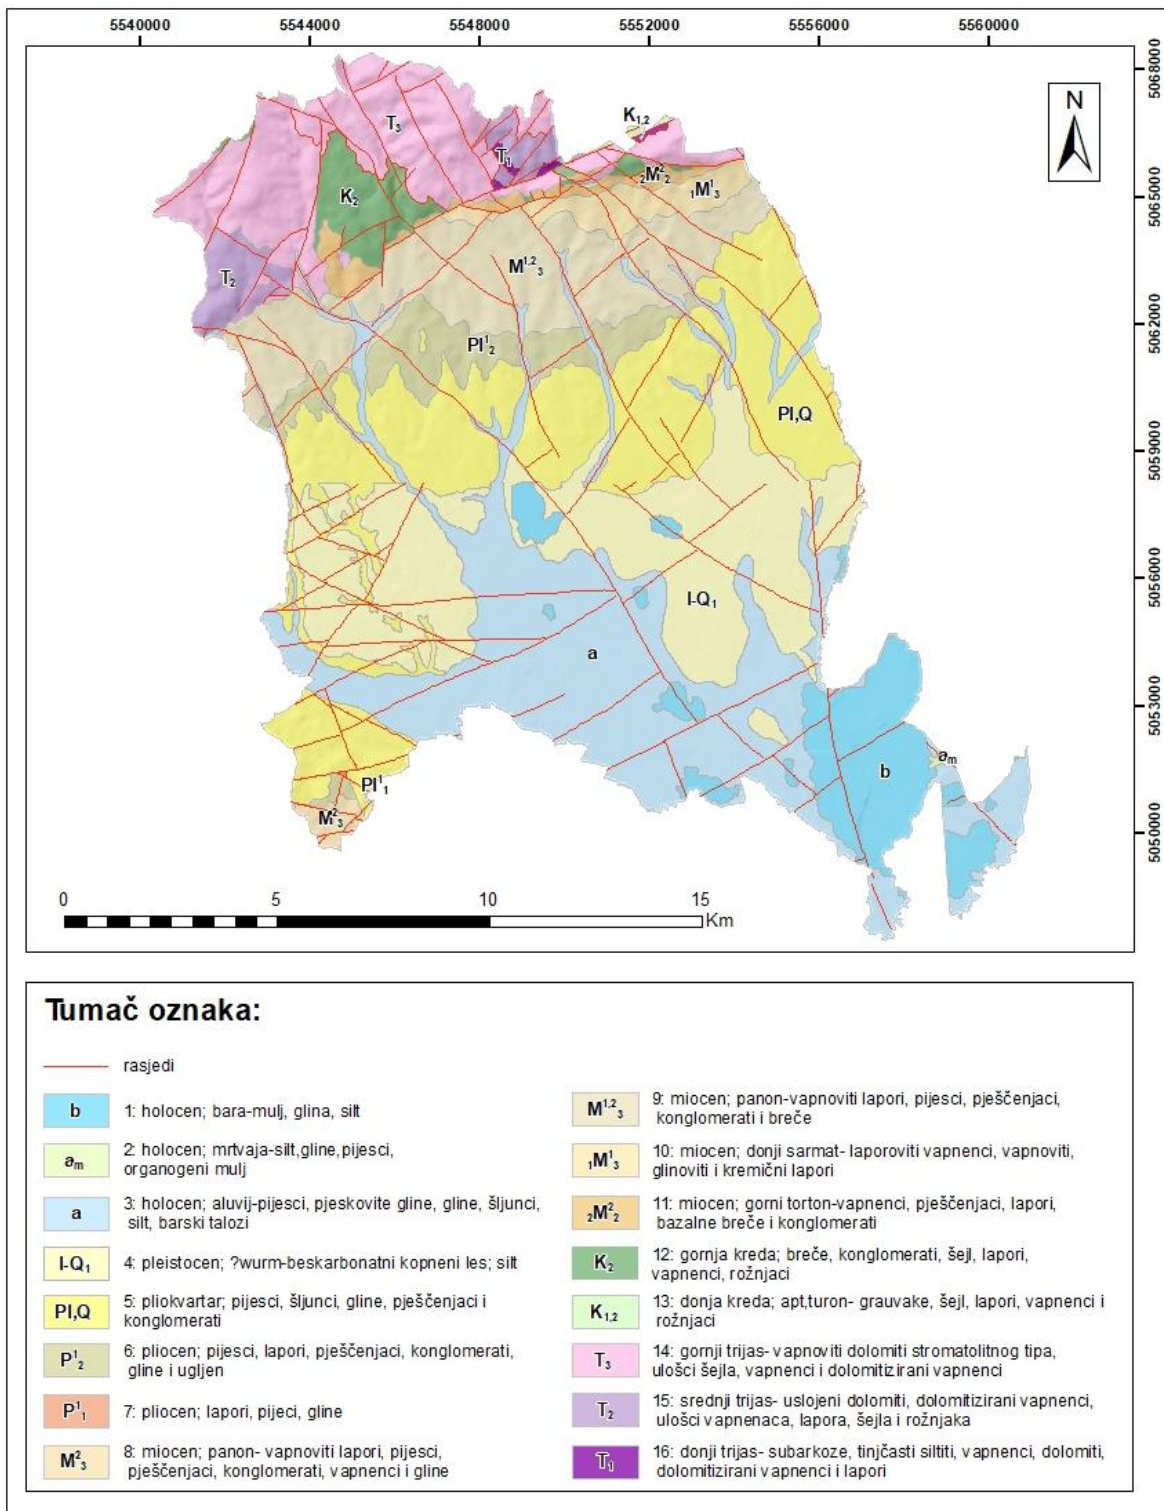 5540000 5544000 5548000 5552000 5556000 5560000
5068000
N
K1,2
T3
T1
2M²2
1M¹3
5065000
K2
T2
M¹,²3
5062000
Pl¹2
Pl,Q
5059000
5056000
l-Q1
a
5053000
am
b
Pl¹1
M²3
5050000
0 5 10 15
Km
Tumač oznaka:
rasjedi
b 1: holocen; bara-mulj, glina, silt
am 2: holocen; mrtvaja-silt,gline,pijesci,
organogeni mulj
a 3: holocen; aluvij-pijesci, pjeskovite gline, gline, šljunci,
silt, barski talozi
l-Q1 4: pleistocen; ?wurm-beskarbonatni kopneni les; silt
Pl,Q 5: pliokvartar; pijesci, šljunci, gline, pješčenjaci i
konglomerati
P¹2 6: pliocen; pijesci, lapori, pješčenjaci, konglomerati,
gline i ugljen
P¹1 7: pliocen; lapori, pijeci, gline
M²3 8: miocen; panon- vapnoviti lapori, pijesci,
pješčenjaci, konglomerati, vapnenci i gline
M¹,²3 9: miocen; panon-vapnoviti lapori, pijesci, pješčenjaci,
konglomerati i breče
1M¹3 10: miocen; donji sarmat- laporoviti vapnenci, vapnoviti,
glinoviti i kremični lapori
2M²2 11: miocen; gorni torton-vapnenci, pješčenjaci, lapori,
bazalne breče i konglomerati
K2 12: gornja kreda; breče, konglomerati, šejl, lapori,
vapnenci, rožnjaci
K1,2 13: donja kreda; apt,turon- grauvake, šejl, lapori, vapnenci i
rožnjaci
T3 14: gornji trijas- vapnoviti dolomiti stromatolitnog tipa,
ulošci šejla, vapnenci i dolomitizirani vapnenci
T2 15: srednji trijas- uslojeni dolomiti, dolomitizirani vapnenci,
ulošci vapnenaca, lapora, šejla i rožnjaka
T1 16: donji trijas- subarkoze, tinjčasti siltiti, vapnenci, dolomiti,
dolomitizirani vapnenci i lapori